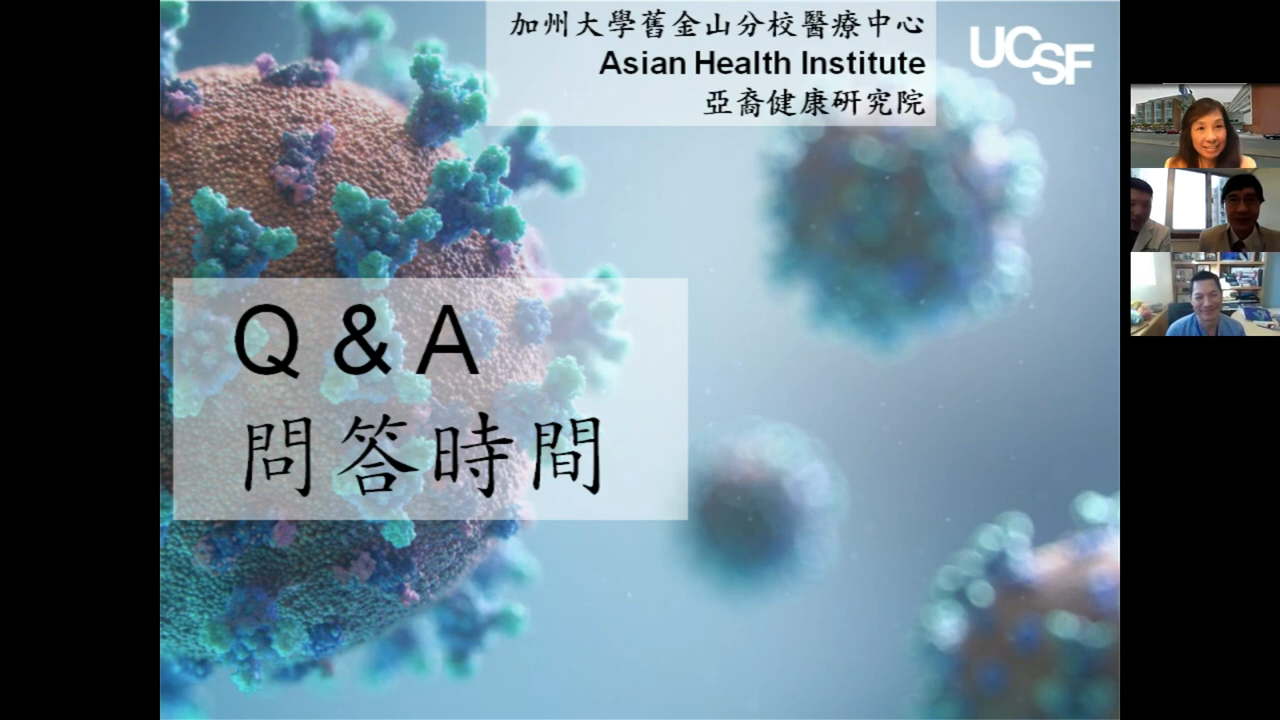 加州大學舊金山分校醫療中心
Asian Health Institute
亞裔健康研究院
UCSF
Q & A
問答時間